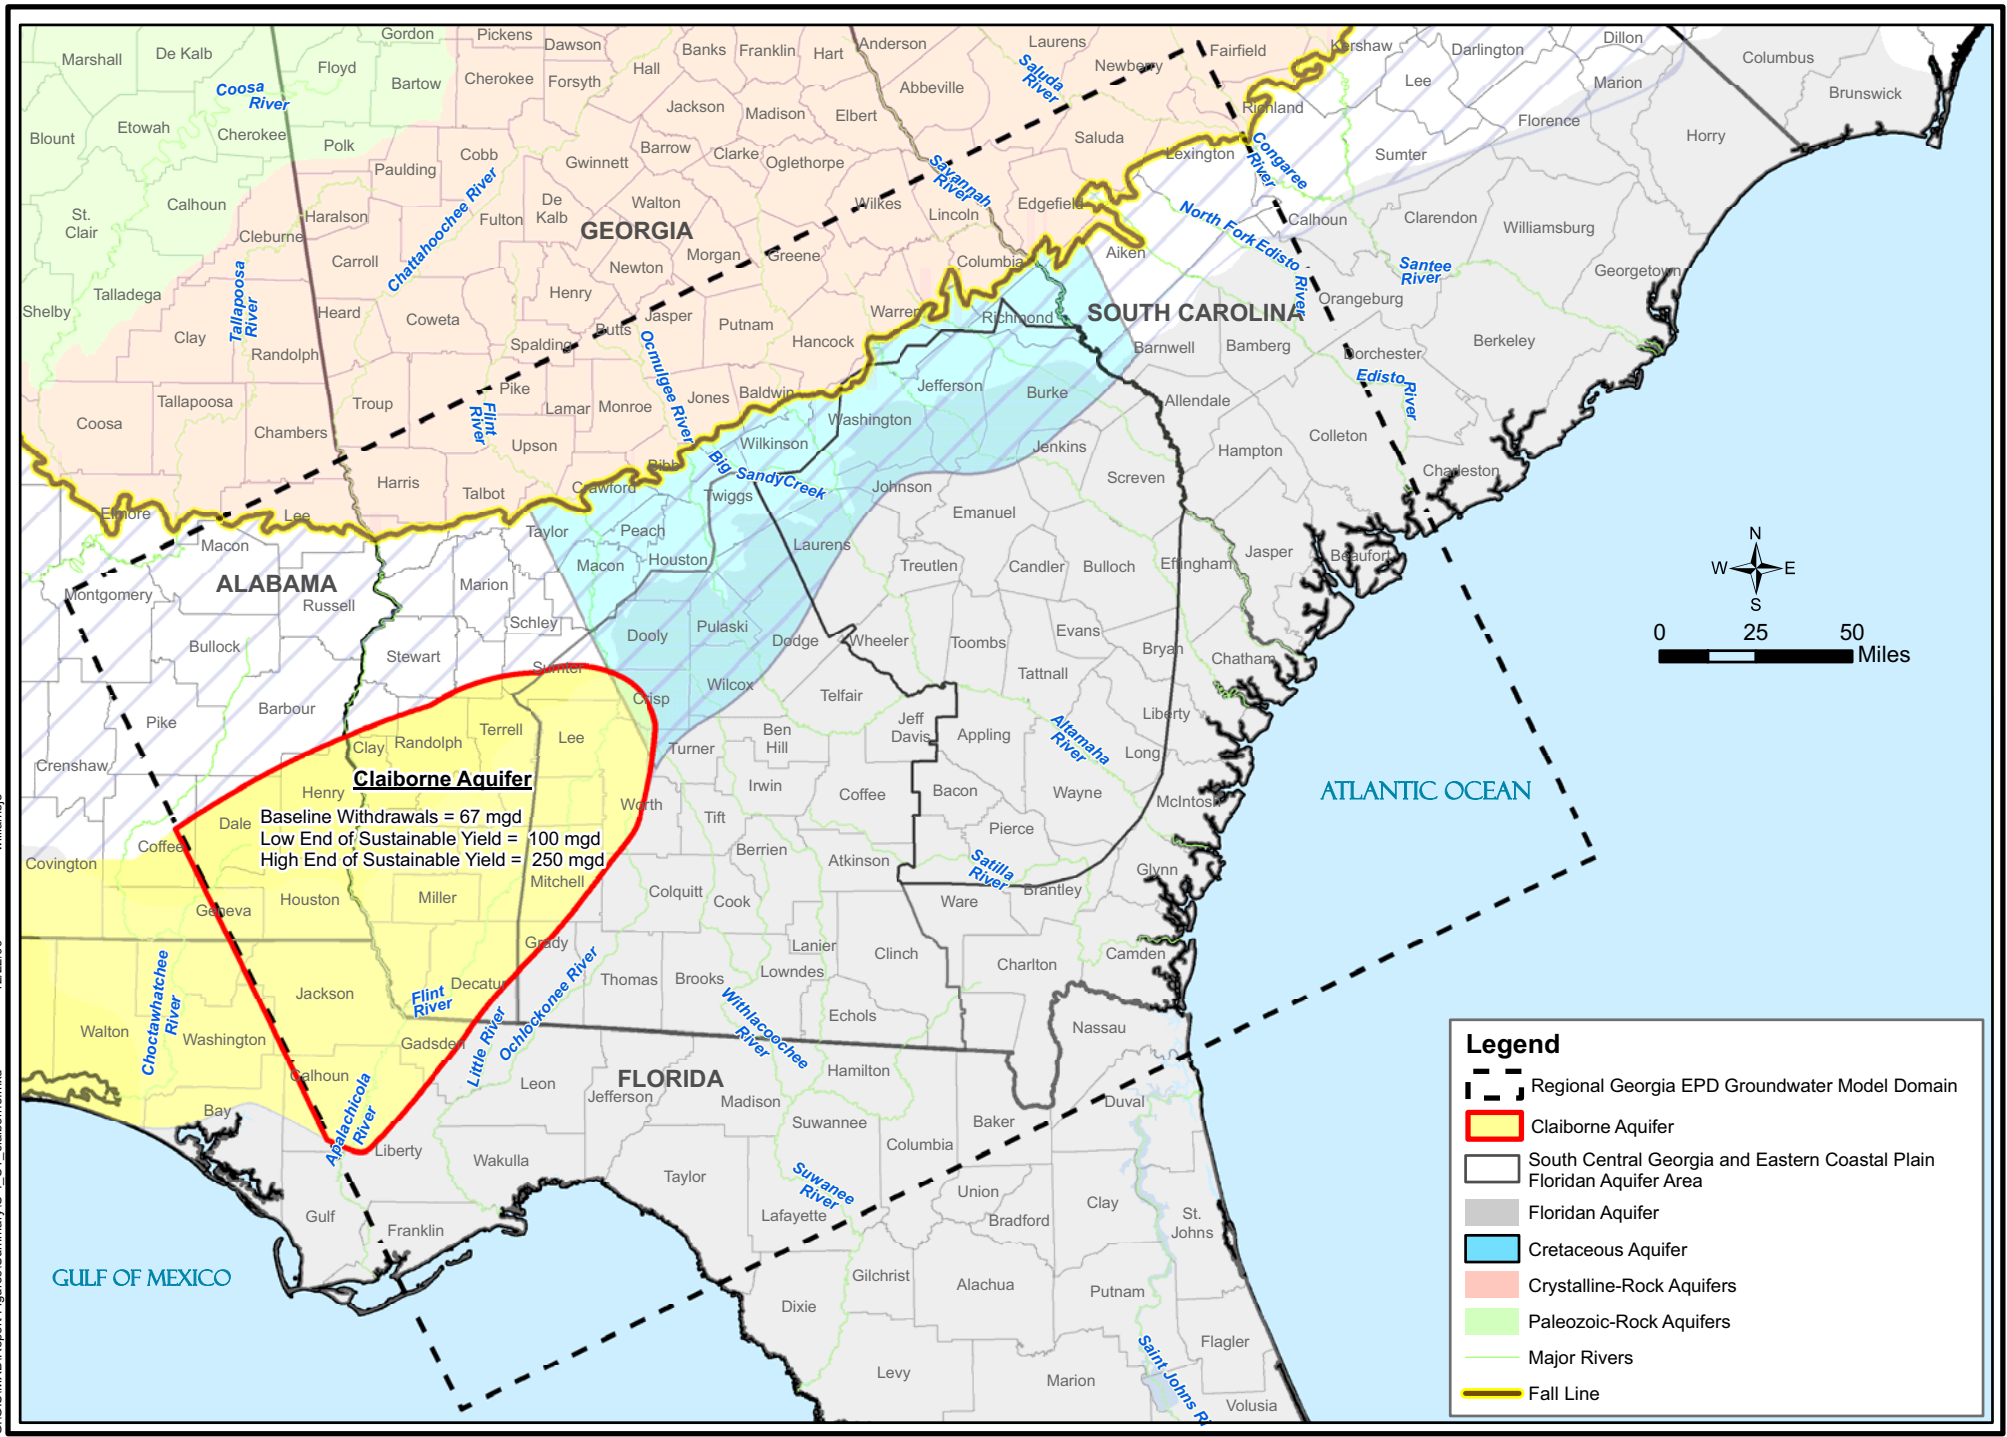 Gordon
Pickens
Dawson
Banks
Franklin
Hart
Anderson
Laurens
Fairfield
Kershaw
Darlington
Dillon
Columbus
Marshall
De Kalb
Floyd
Bartow
Cherokee
Forsyth
Hall
Abbeville
Saluda
River
Newberry
Lee
Marion
Brunswick
Coosa
River
Jackson
Madison
Elbert
Richland
Florence
Horry
Blount
Etowah
Cherokee
Polk
Paulding
Cobb
Gwinnett
Barrow
Clarke
Oglethorpe
Saluda
Lexington
Congaree
River
Sumter
Calhoun
St.
Clair
Haralson
Chattahoochee River
Fulton
De
Kalb
Walton
Wilkes
Savannah
River
Lincoln
Edgefield
North Fork Edisto River
Calhoun
Clarendon
Williamsburg
Cleburne
GEORGIA
Carroll
Newton
Morgan
Greene
Columbia
Aiken
Santee
River
Georgetown
Talladega
Tallapoosa
River
Henry
Shelby
Heard
Coweta
Butts
Jasper
Putnam
Warren
Richmond
SOUTH CAROLINA
Orangeburg
Clay
Randolph
Spalding
Ocmulgee River
Hancock
Barnwell
Bamberg
Dorchester
Berkeley
Tallapoosa
Troup
Pike
Flint
River
Lamar
Monroe
Jones
Baldwin
Jefferson
Burke
Edisto
River
Coosa
Chambers
Upson
Wilkinson
Washington
Allendale
Colleton
Harris
Talbot
Bibb
Crawford
Big Sandy Creek
Twiggs
Johnson
Jenkins
Screven
Hampton
Charleston
Elmore
Lee
Macon
Taylor
Peach
Emanuel
Laurens
Houston
Macon
Treutlen
Candler
Bulloch
Effingham
Jasper
Beaufort
Montgomery
ALABAMA
Russell
Marion
Schley
Bullock
Stewart
Dooly
Pulaski
Dodge
Wheeler
Toombs
Evans
Bryan
Chatham
N
W
E
S
0
25
50
Miles
Sumter
Crisp
Wilcox
Telfair
Tattnall
Liberty
Pike
Barbour
Clay
Randolph
Terrell
Lee
Turner
Ben
Hill
Jeff
Davis
Appling
Altamaha
River
Long
Crenshaw
Claiborne Aquifer
Henry
Worth
Irwin
Coffee
Bacon
Wayne
McIntosh
ATLANTIC OCEAN
Dale
Baseline Withdrawals = 67 mgd
Low End of Sustainable Yield = 100 mgd
High End of Sustainable Yield = 250 mgd
Tift
Pierce
Coffee
Covington
Mitchell
Berrien
Atkinson
Satilla
River
Glynn
Geneva
Houston
Miller
Colquitt
Cook
Ware
Brantley
Grady
Lanier
Clinch
Charlton
Camden
Choctawhatchee
River
Jackson
Flint
River
Decatur
Little River
Ochlockonee River
Thomas
Brooks
Lowndes
Withlacoochee
River
Echols
Nassau
Walton
Washington
Gadsden
Calhoun
Apalachicola
River
Leon
FLORIDA
Jefferson
Madison
Hamilton
Duval
Bay
Liberty
Wakulla
Taylor
Suwannee
Columbia
Baker
Suwanee
River
Lafayette
Union
Bradford
Clay
St.
Johns
Gulf
Franklin
GULF OF MEXICO
Dixie
Gilchrist
Alachua
Putnam
Flagler
Levy
Marion
Saint Johns Ri
Volusia
Legend
Regional Georgia EPD Groundwater Model Domain
Claiborne Aquifer
South Central Georgia and Eastern Coastal Plain
Floridan Aquifer Area
Floridan Aquifer
Cretaceous Aquifer
Crystalline-Rock Aquifers
Paleozoic-Rock Aquifers
Major Rivers
Fall Line